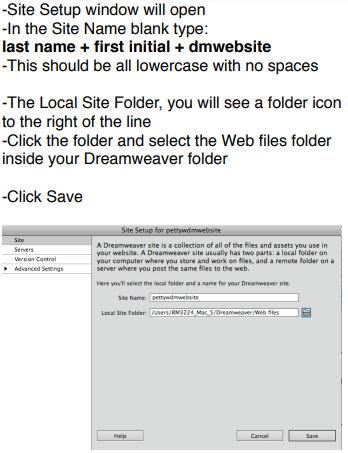 -Site Setup window will open
-In the Site Name blank type:
last name + first initial + dmwebsite
-This should be all lowercase with no spaces
-The Local Site Folder, you will see a folder icon
to the right of the line
-Click the folder and select the Web files folder
inside your Dreamweaver folder
-Click Save
Site Setup for pettywdmwebsite
Site
Servers
Version Control
Advanced Settings
A Dreamweaver site is a collection of all of the files and assets you use in
your website. A Dreamweaver site usually has two parts: a local folder on
your computer where you store and work on files, and a remote folder on a
server where you post the same files to the web.
Here you'll select the local folder and a name for your Dreamweaver site.
Site Name: pettywdmwebsite
Local Site Folder: /Users/RM3224_Mac_5/Dreamweaver/Web files
Help
Cancel
Save